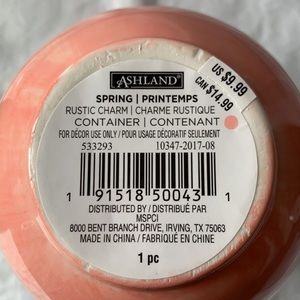 ASHLAND®
US $9.99
CAN $14.99
SPRING | PRINTEMPS
RUSTIC CHARM | CHARME RUSTIQUE
CONTAINER | CONTENANT
FOR DÉCOR USE ONLY / POUR USAGE DÉCORATIF SEULEMENT
533293 10347-2017-08
1 91518 50043 1
DISTRIBUTED BY / DISTRIBUÉ PAR
MSPCI
8000 BENT BRANCH DRIVE, IRVING, TX 75063
MADE IN CHINA / FABRIQUÉ EN CHINE
1 pc